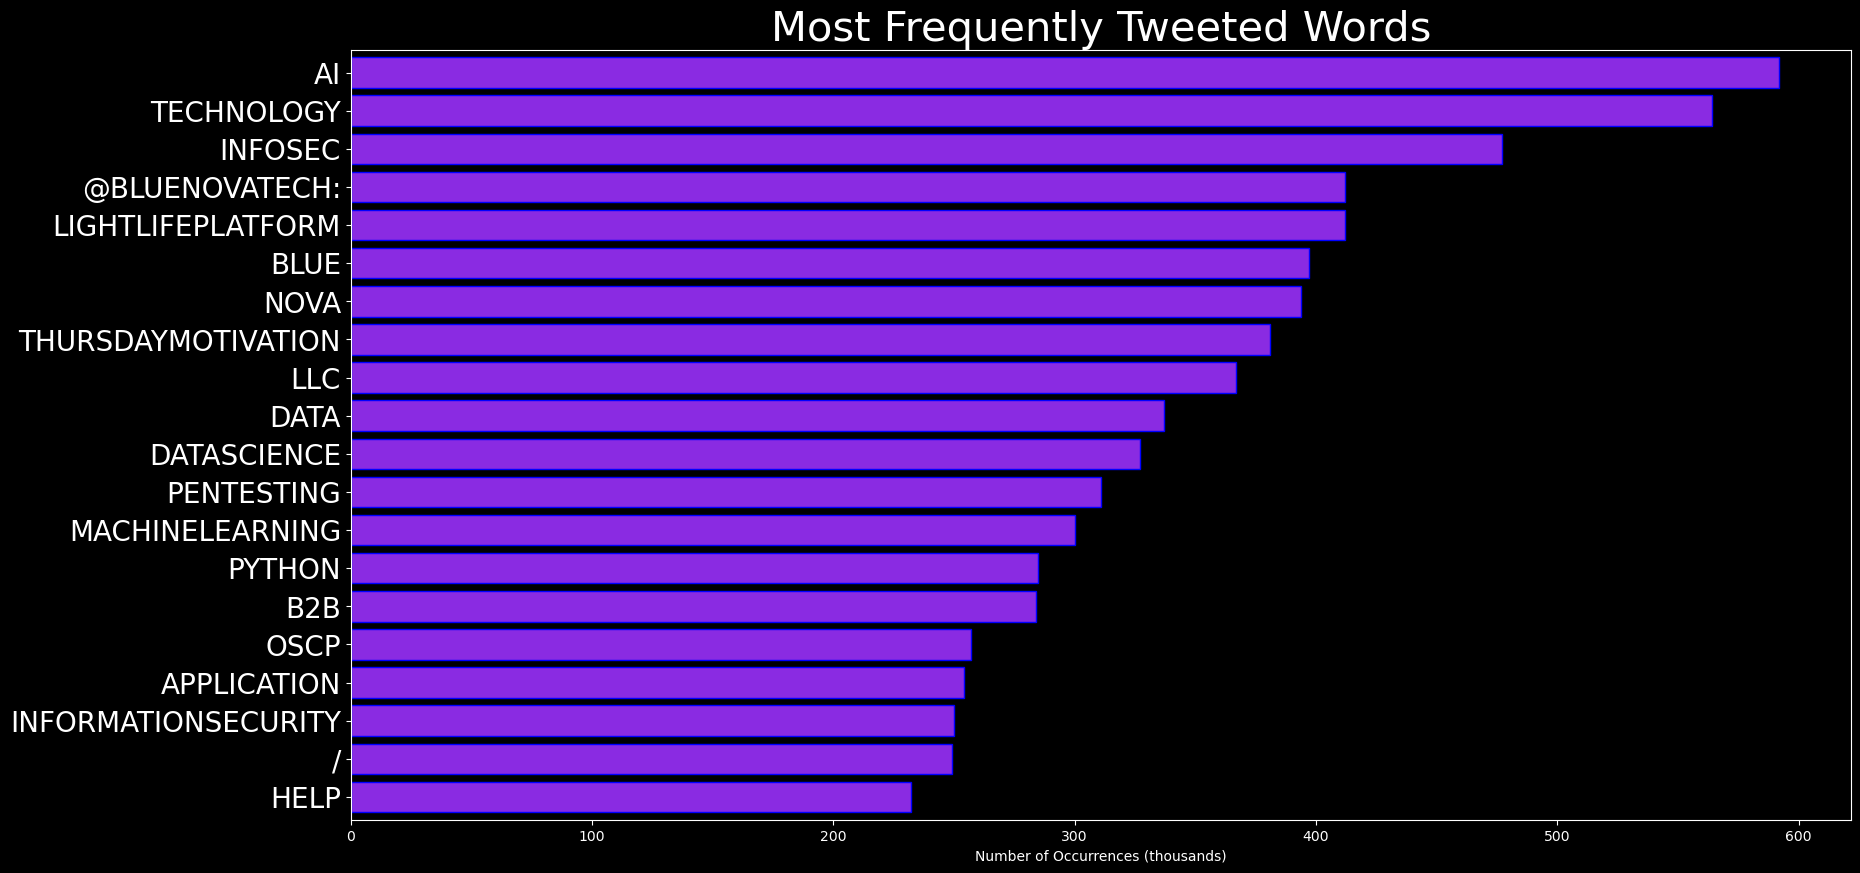 Most Frequently Tweeted Words
AI
TECHNOLOGY
INFOSEC
@BLUENOVATECH:
LIGHTLIFEPLATFORM
BLUE
NOVA
THURSDAYMOTIVATION
LLC
DATA
DATASCIENCE
PENTESTING
MACHINELEARNING
PYTHON
B2B
OSCP
APPLICATION
INFORMATIONSECURITY
/
HELP
0 100 200 300 400 500 600
Number of Occurrences (thousands)